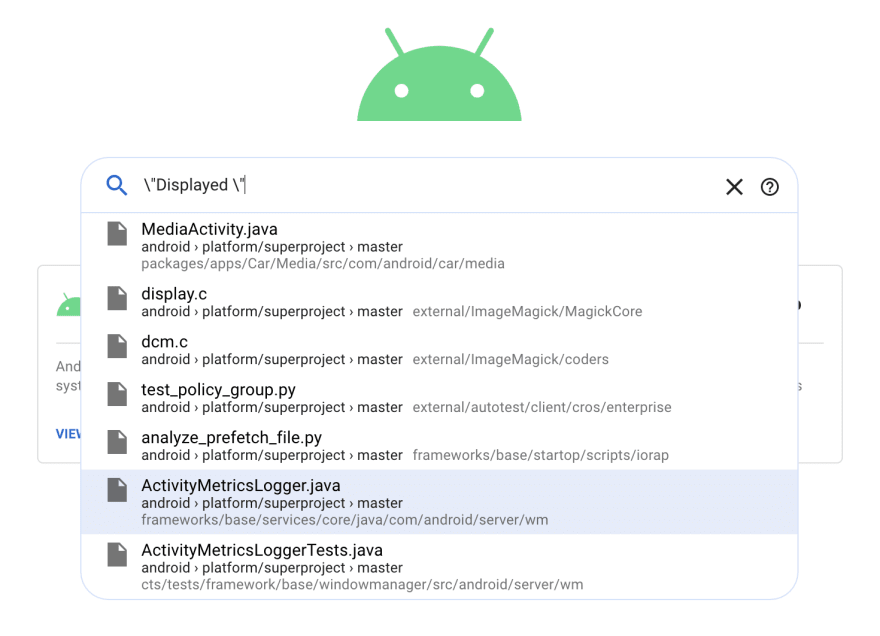 \"Displayed \"
MediaActivity.java
android › platform/superproject › master
packages/apps/Car/Media/src/com/android/car/media
display.c
android › platform/superproject › master external/ImageMagick/MagickCore
dcm.c
android › platform/superproject › master external/ImageMagick/coders
test_policy_group.py
android › platform/superproject › master external/autotest/client/cros/enterprise
analyze_prefetch_file.py
android › platform/superproject › master frameworks/base/startop/scripts/iorap
ActivityMetricsLogger.java
android › platform/superproject › master
frameworks/base/services/core/java/com/android/server/wm
ActivityMetricsLoggerTests.java
android › platform/superproject › master
cts/tests/framework/base/windowmanager/src/android/server/wm